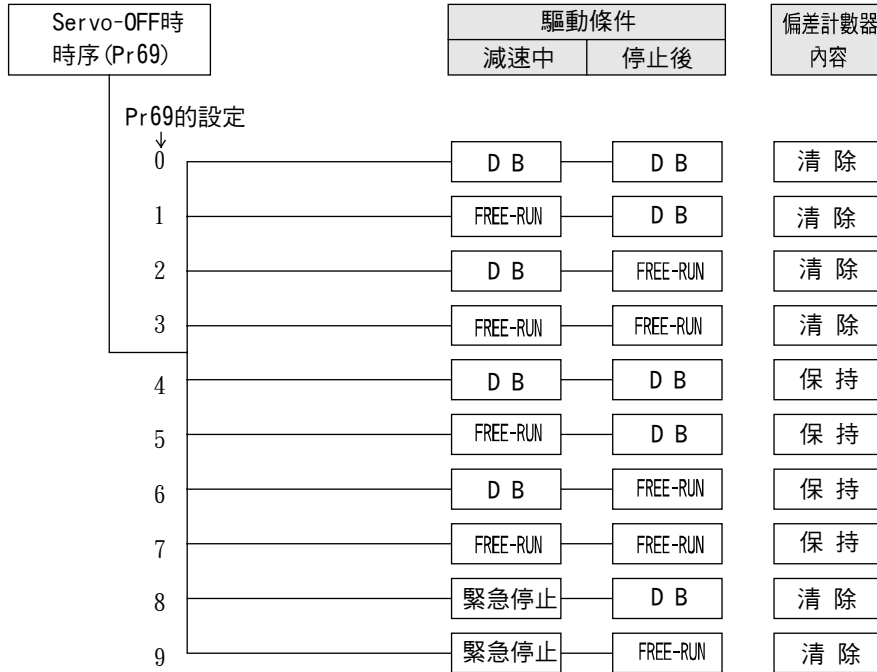 Servo-OFF時
時序(Pr69)
驅動條件
減速中 停止後
偏差計數器
內容
Pr69的設定
0 D B D B 清 除
1 FREE-RUN D B 清 除
2 D B FREE-RUN 清 除
3 FREE-RUN FREE-RUN 清 除
4 D B D B 保 持
5 FREE-RUN D B 保 持
6 D B FREE-RUN 保 持
7 FREE-RUN FREE-RUN 保 持
8 緊急停止 D B 清 除
9 緊急停止 FREE-RUN 清 除